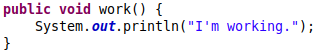 public void work() {
    System.out.println("I'm working.");
}